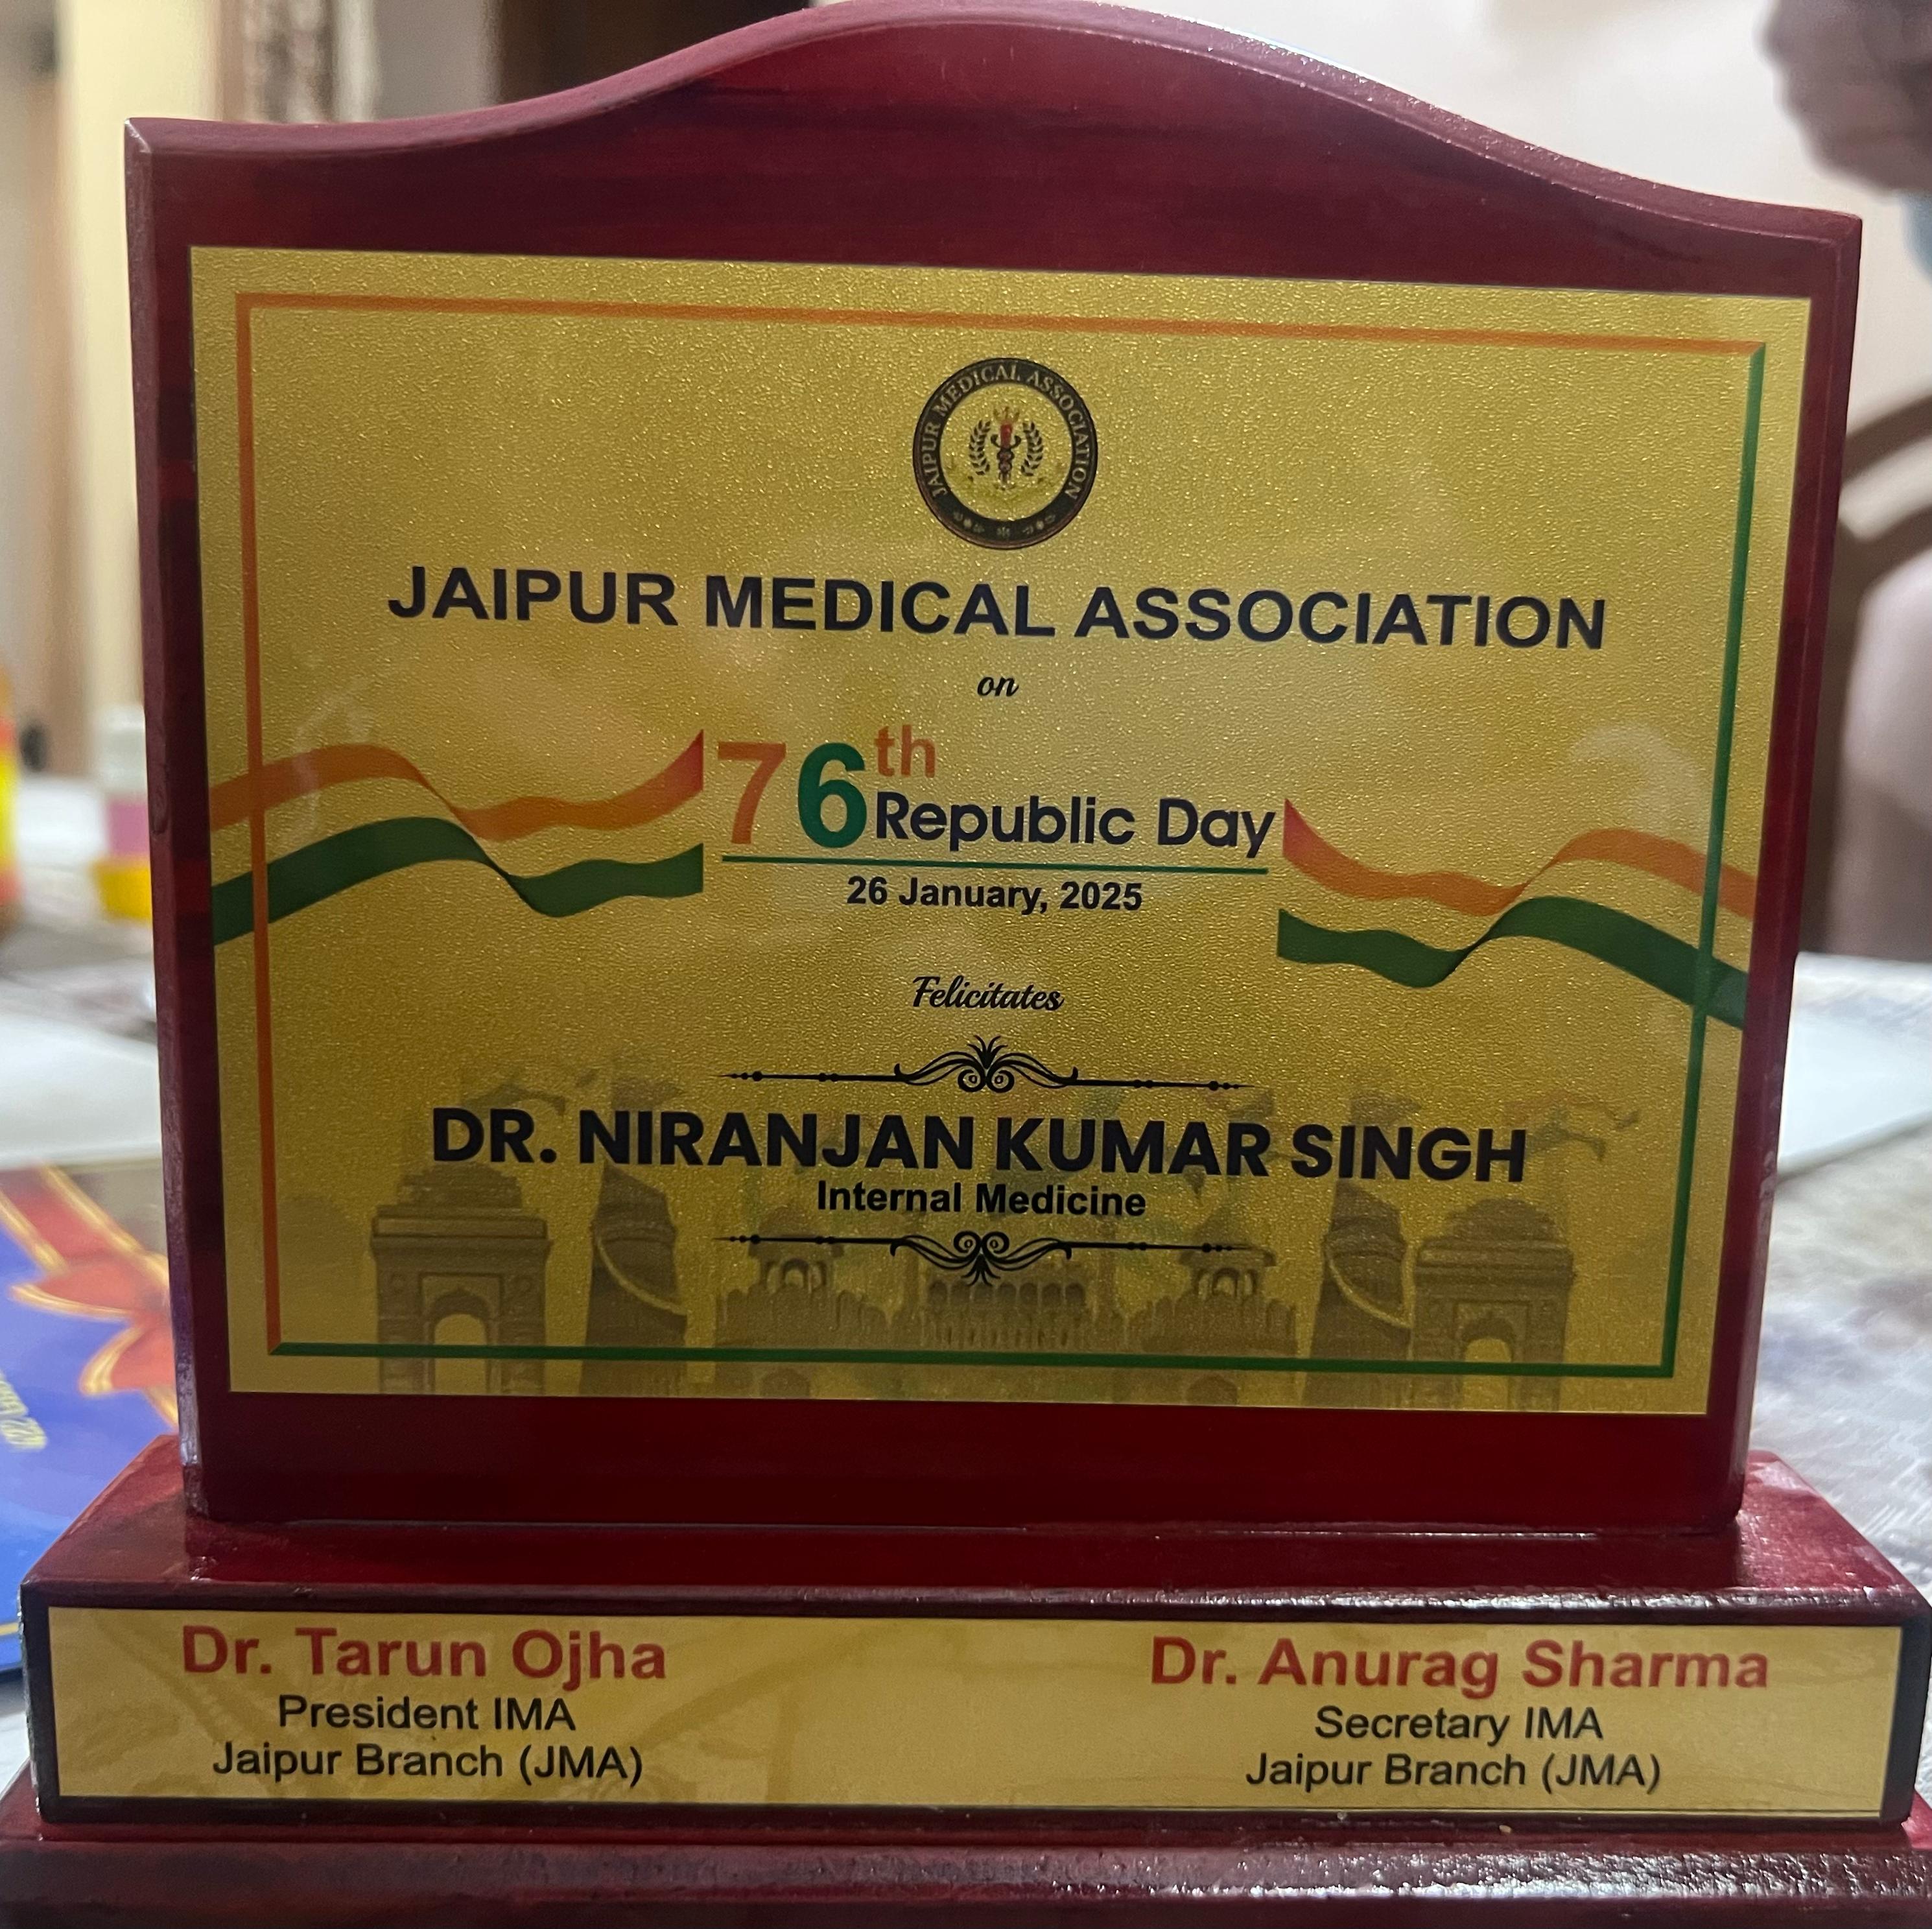 JAIPUR MEDICAL ASSOCIATION
JAIPUR MEDICAL ASSOCIATION
on
76th Republic Day
26 January, 2025
Felicitates
DR. NIRANJAN KUMAR SINGH
Internal Medicine
Dr. Tarun Ojha
President IMA
Jaipur Branch (JMA)
Dr. Anurag Sharma
Secretary IMA
Jaipur Branch (JMA)